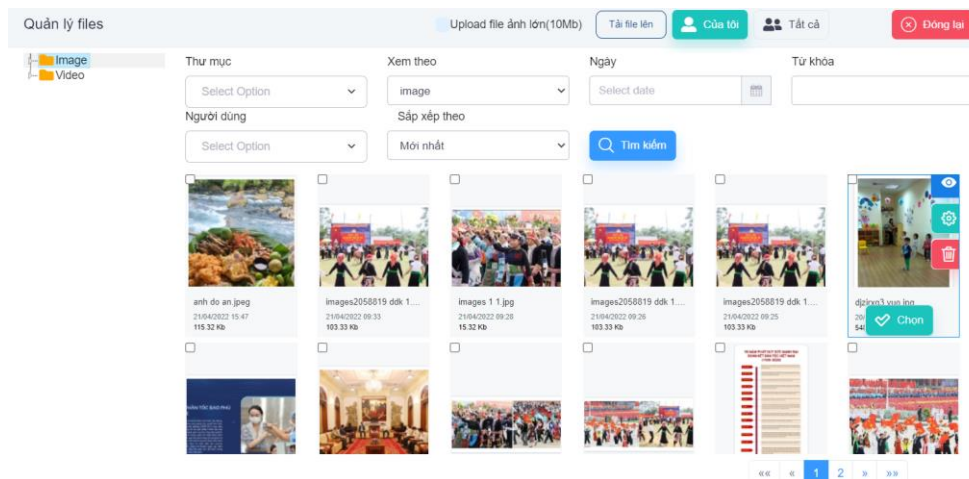 Quản lý files
Upload file ảnh lớn(10Mb)
Tải file lên
Của tôi
Tất cả
Đóng lại
Image
Video
Thư mục
Xem theo
Ngày
Từ khóa
Select Option
image
Select date
Người dùng
Sắp xếp theo
Select Option
Mới nhất
Tìm kiếm
anh do an.jpeg
21/04/2022 15:47
115.32 Kb
images2058819 ddk 1....
21/04/2022 09:33
103.33 Kb
images 1 1.jpg
21/04/2022 09:28
15.32 Kb
images2058819 ddk 1....
21/04/2022 09:26
103.33 Kb
images2058819 ddk 1....
21/04/2022 09:25
103.33 Kb
Chọn
«« « 1 2 » »»